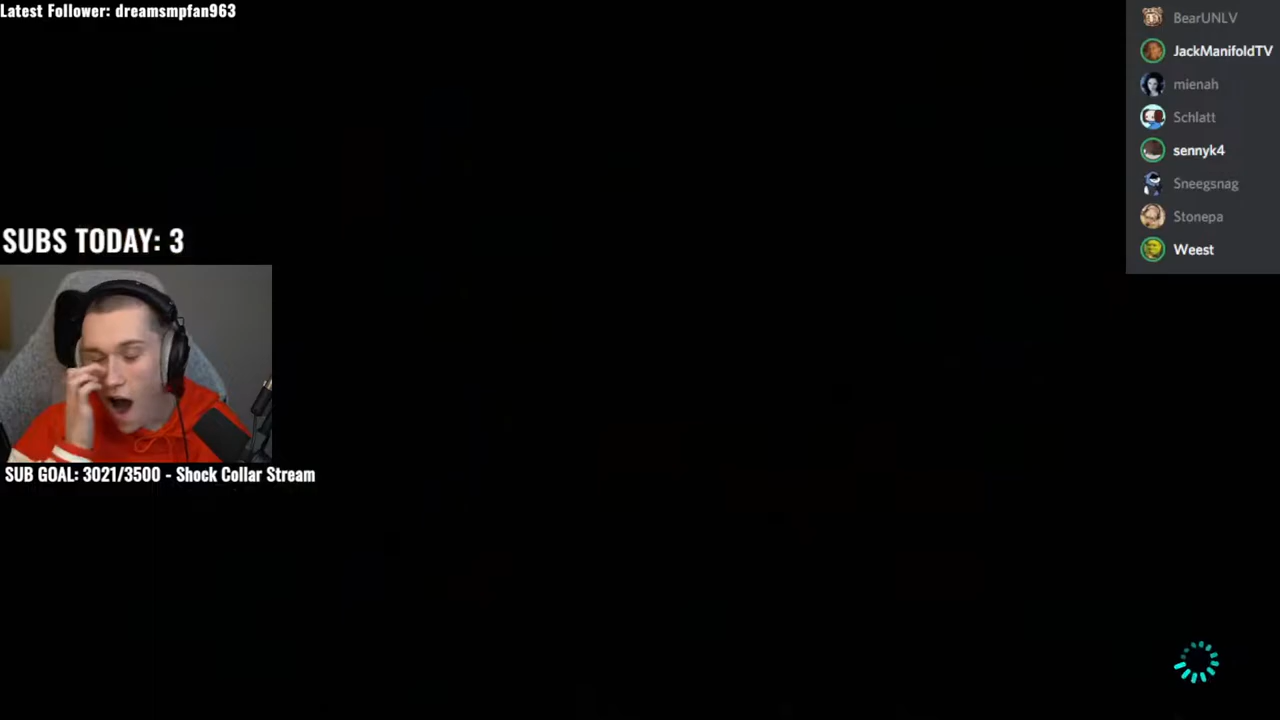 Latest Follower: dreamsmpfan963
BearUNLV
JackManifoldTV
mienah
Schlatt
sennyk4
Sneegsnag
Stonepa
Weest
SUBS TODAY: 3
SUB GOAL: 3021/3500 - Shock Collar Stream